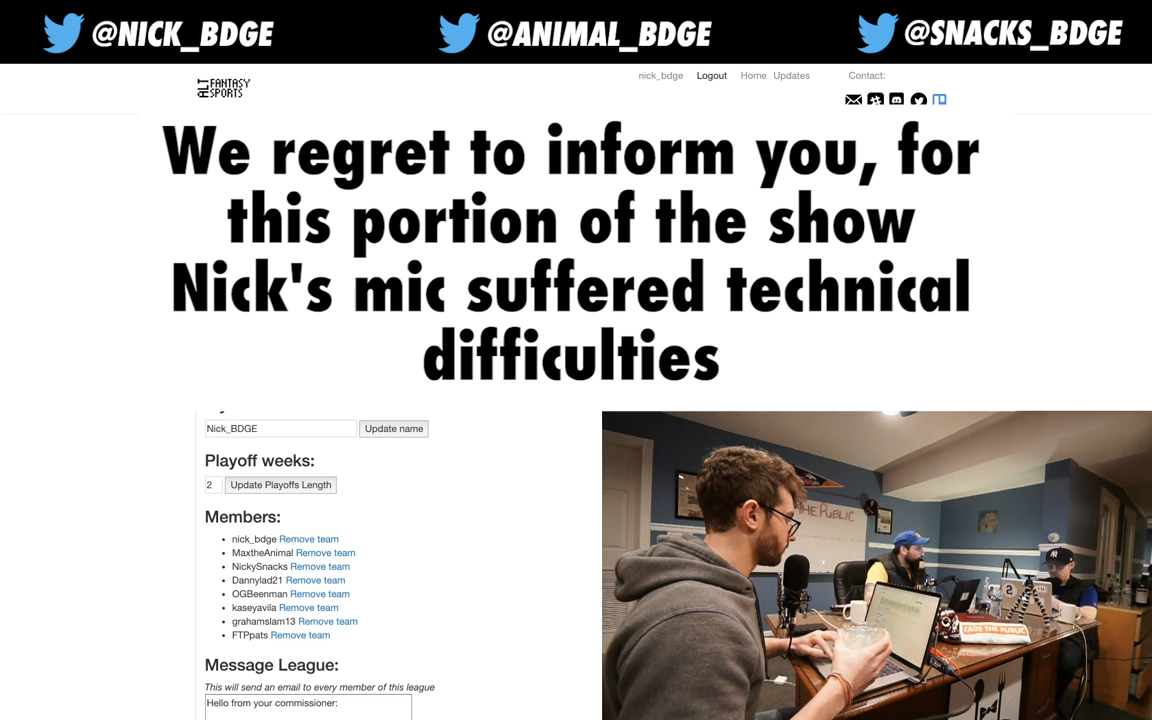 @NICK_BDGE @ANIMAL_BDGE @SNACKS_BDGE
ALT FANTASY SPORTS
nick_bdge Logout Home Updates Contact:
We regret to inform you, for
this portion of the show
Nick's mic suffered technical
difficulties
Nick_BDGE Update name
Playoff weeks:
2 Update Playoffs Length
Members:
nick_bdge Remove team
MaxtheAnimal Remove team
NickySnacks Remove team
Dannylad21 Remove team
OGBeenman Remove team
kaseyavila Remove team
grahamslam13 Remove team
FTPpats Remove team
Message League:
This will send an email to every member of this league
Hello from your commissioner:
THE PUBLIC
FADE THE PUBLIC